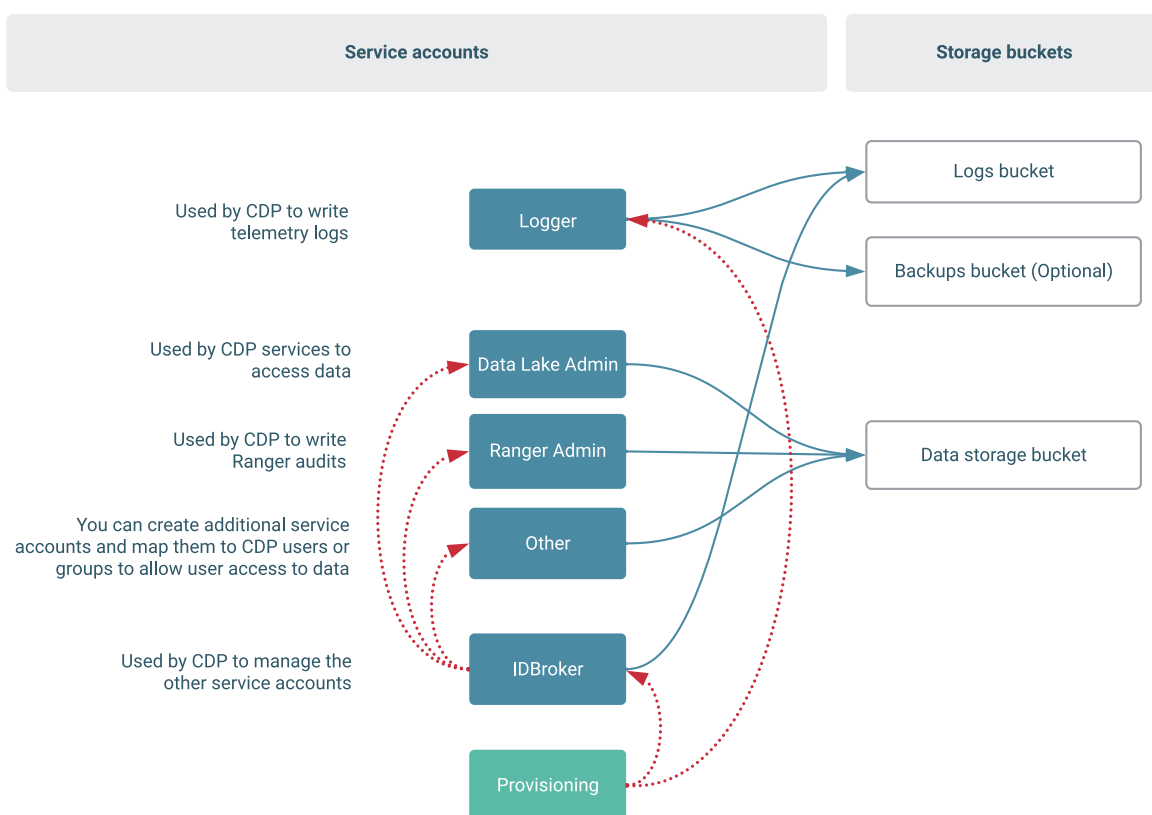 Service accounts
Storage buckets
Logs bucket
Used by CDP to write
telemetry logs
Logger
Backups bucket (Optional)
Used by CDP services to
access data
Data Lake Admin
Used by CDP to write
Ranger audits
Ranger Admin
Data storage bucket
You can create additional service
accounts and map them to CDP users or
groups to allow user access to data
Other
Used by CDP to manage the
other service accounts
IDBroker
Provisioning